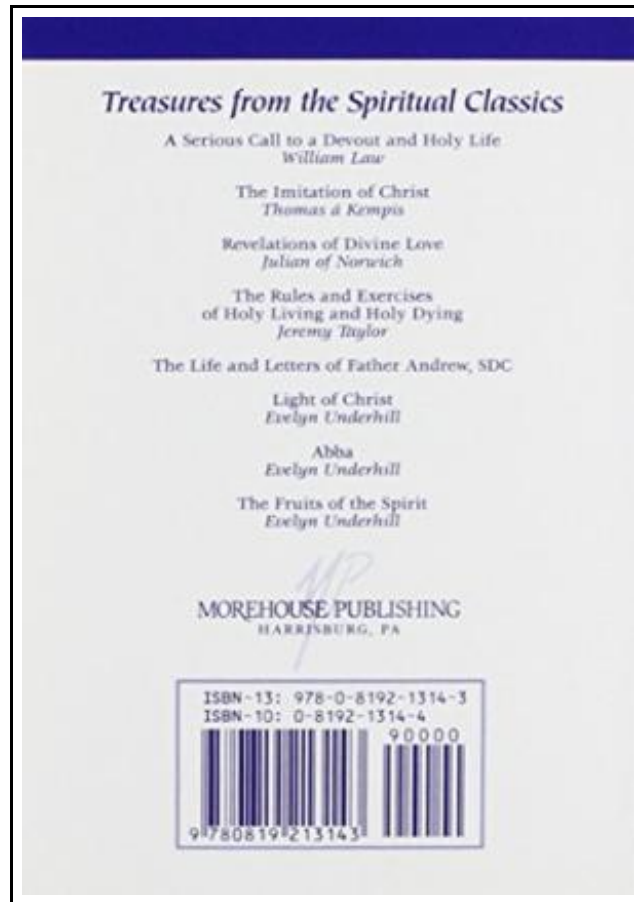 Treasures from the Spiritual Classics
A Serious Call to a Devout and Holy Life
William Law
The Imitation of Christ
Thomas á Kempis
Revelations of Divine Love
Julian of Norwich
The Rules and Exercises
of Holy Living and Holy Dying
Jeremy Taylor
The Life and Letters of Father Andrew, SDC
Light of Christ
Evelyn Underhill
Abba
Evelyn Underhill
The Fruits of the Spirit
Evelyn Underhill
MP
MOREHOUSE PUBLISHING
HARRISBURG, PA
ISBN-13: 978-0-8192-1314-3
ISBN-10: 0-8192-1314-4
90000
9 780819 213143